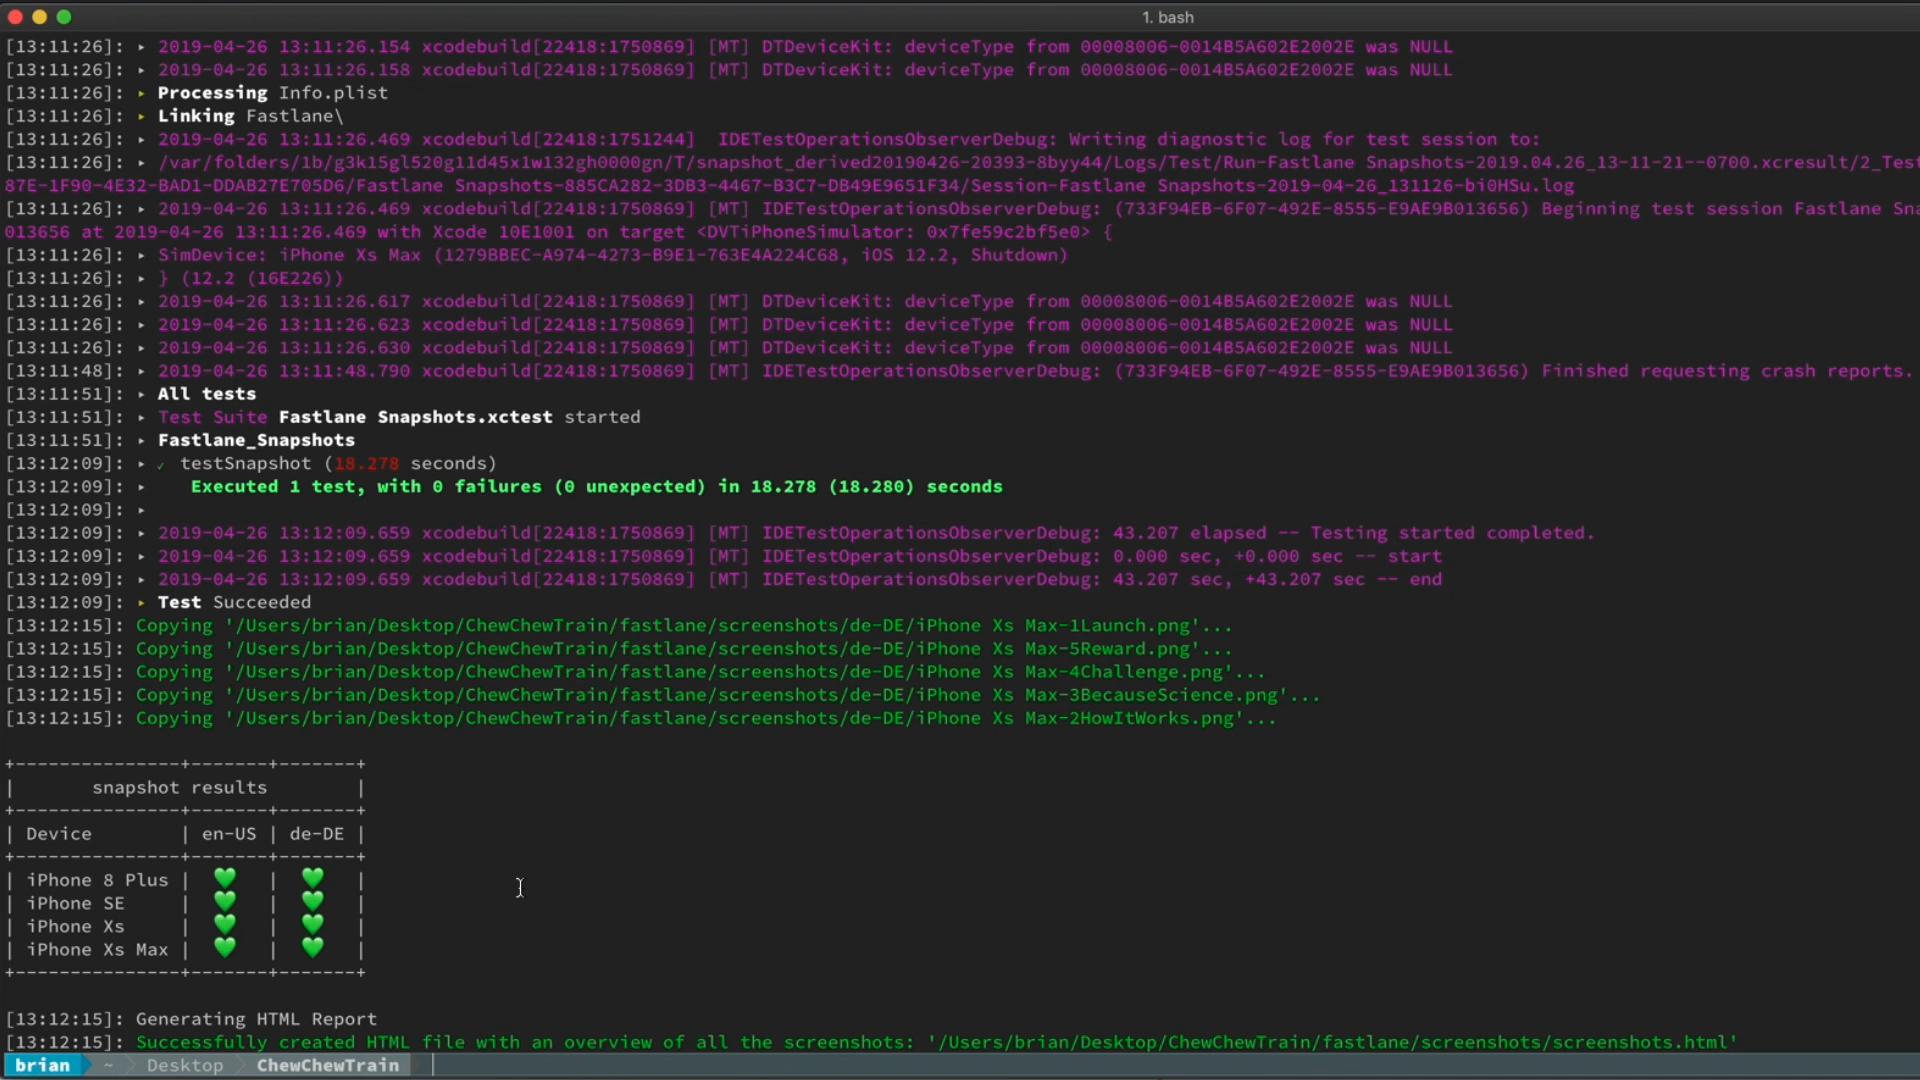 1. bash
[13:11:26]: ▸ 2019-04-26 13:11:26.154 xcodebuild[22418:1750869] [MT] DTDeviceKit: deviceType from 00008006-0014B5A602E2002E was NULL
[13:11:26]: ▸ 2019-04-26 13:11:26.158 xcodebuild[22418:1750869] [MT] DTDeviceKit: deviceType from 00008006-0014B5A602E2002E was NULL
[13:11:26]: ▸ Processing Info.plist
[13:11:26]: ▸ Linking Fastlane\
[13:11:26]: ▸ 2019-04-26 13:11:26.469 xcodebuild[22418:1751244]  IDETestOperationsObserverDebug: Writing diagnostic log for test session to:
[13:11:26]: ▸ /var/folders/1b/g3k15gl520g11d45x1w132gh0000gn/T/snapshot_derived20190426-20393-8byy44/Logs/Test/Run-Fastlane Snapshots-2019.04.26_13-11-21--0700.xcresult/2_Test
87E-1F90-4E32-BAD1-DDAB27E705D6/Fastlane Snapshots-885CA282-3DB3-4467-B3C7-DB49E9651F34/Session-Fastlane Snapshots-2019-04-26_131126-bi0HSu.log
[13:11:26]: ▸ 2019-04-26 13:11:26.469 xcodebuild[22418:1750869] [MT] IDETestOperationsObserverDebug: (733F94EB-6F07-492E-8555-E9AE9B013656) Beginning test session Fastlane Sna
013656 at 2019-04-26 13:11:26.469 with Xcode 10E1001 on target <DVTiPhoneSimulator: 0x7fe59c2bf5e0> {
[13:11:26]: ▸ SimDevice: iPhone Xs Max (1279BBEC-A974-4273-B9E1-763E4A224C68, iOS 12.2, Shutdown)
[13:11:26]: ▸ } (12.2 (16E226))
[13:11:26]: ▸ 2019-04-26 13:11:26.617 xcodebuild[22418:1750869] [MT] DTDeviceKit: deviceType from 00008006-0014B5A602E2002E was NULL
[13:11:26]: ▸ 2019-04-26 13:11:26.623 xcodebuild[22418:1750869] [MT] DTDeviceKit: deviceType from 00008006-0014B5A602E2002E was NULL
[13:11:26]: ▸ 2019-04-26 13:11:26.630 xcodebuild[22418:1750869] [MT] DTDeviceKit: deviceType from 00008006-0014B5A602E2002E was NULL
[13:11:48]: ▸ 2019-04-26 13:11:48.790 xcodebuild[22418:1750869] [MT] IDETestOperationsObserverDebug: (733F94EB-6F07-492E-8555-E9AE9B013656) Finished requesting crash reports.
[13:11:51]: ▸ All tests
[13:11:51]: ▸ Test Suite Fastlane Snapshots.xctest started
[13:11:51]: ▸ Fastlane_Snapshots
[13:12:09]: ▸ ✓ testSnapshot (18.278 seconds)
[13:12:09]: ▸ Executed 1 test, with 0 failures (0 unexpected) in 18.278 (18.280) seconds
[13:12:09]: ▸
[13:12:09]: ▸ 2019-04-26 13:12:09.659 xcodebuild[22418:1750869] [MT] IDETestOperationsObserverDebug: 43.207 elapsed -- Testing started completed.
[13:12:09]: ▸ 2019-04-26 13:12:09.659 xcodebuild[22418:1750869] [MT] IDETestOperationsObserverDebug: 0.000 sec, +0.000 sec -- start
[13:12:09]: ▸ 2019-04-26 13:12:09.659 xcodebuild[22418:1750869] [MT] IDETestOperationsObserverDebug: 43.207 sec, +43.207 sec -- end
[13:12:09]: ▸ Test Succeeded
[13:12:15]: Copying '/Users/brian/Desktop/ChewChewTrain/fastlane/screenshots/de-DE/iPhone Xs Max-1Launch.png'...
[13:12:15]: Copying '/Users/brian/Desktop/ChewChewTrain/fastlane/screenshots/de-DE/iPhone Xs Max-5Reward.png'...
[13:12:15]: Copying '/Users/brian/Desktop/ChewChewTrain/fastlane/screenshots/de-DE/iPhone Xs Max-4Challenge.png'...
[13:12:15]: Copying '/Users/brian/Desktop/ChewChewTrain/fastlane/screenshots/de-DE/iPhone Xs Max-3BecauseScience.png'...
[13:12:15]: Copying '/Users/brian/Desktop/ChewChewTrain/fastlane/screenshots/de-DE/iPhone Xs Max-2HowItWorks.png'...
+---------------+-------+-------+
|       snapshot results        |
+---------------+-------+-------+
| Device        | en-US | de-DE |
+---------------+-------+-------+
| iPhone 8 Plus | 💚 | 💚 |
| iPhone SE     | 💚 | 💚 |
| iPhone Xs     | 💚 | 💚 |
| iPhone Xs Max | 💚 | 💚 |
+---------------+-------+-------+
[13:12:15]: Generating HTML Report
[13:12:15]: Successfully created HTML file with an overview of all the screenshots: '/Users/brian/Desktop/ChewChewTrain/fastlane/screenshots/screenshots.html'
brian ~ Desktop ChewChewTrain